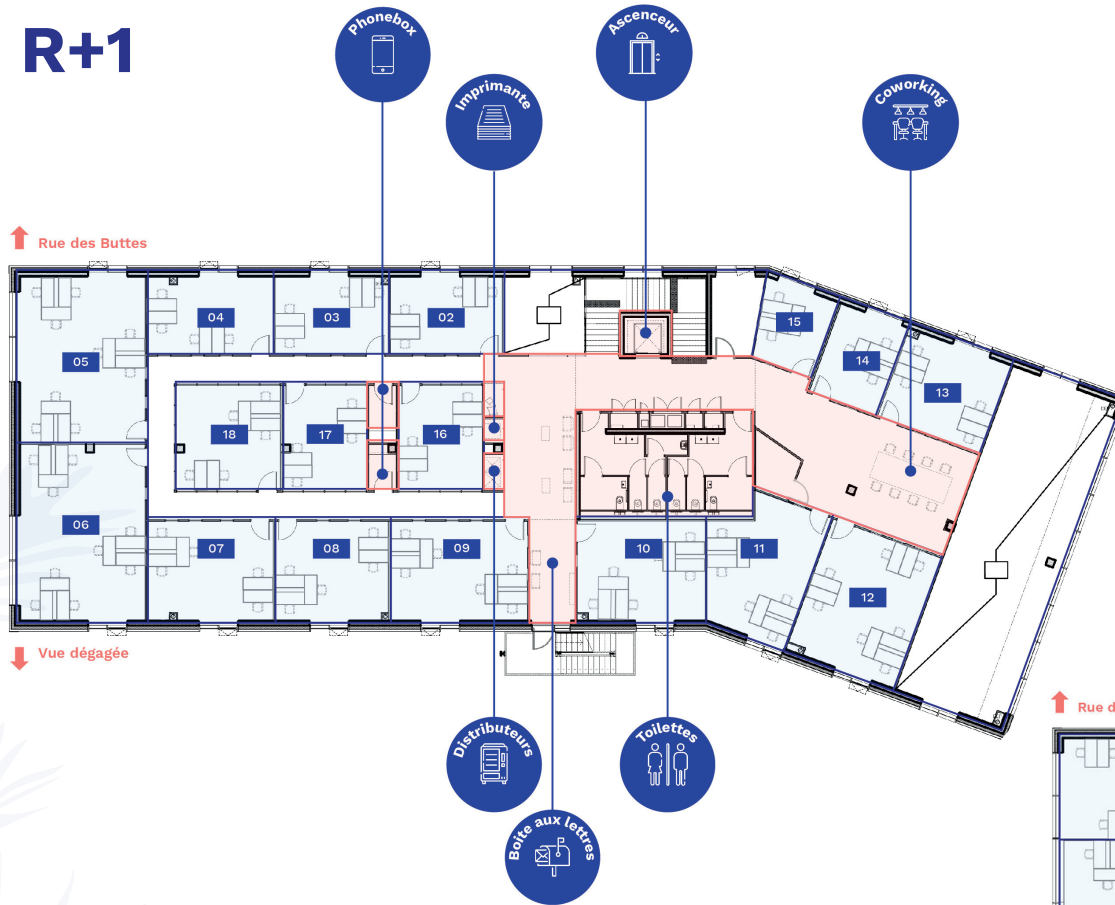 R+1
Phonebox
Imprimante
Ascenceur
Coworking
Rue des Buttes
04
03
02
15
14
13
05
18
17
16
06
07
08
09
10
11
12
Vue dégagée
Distributeurs
Toilettes
Boite aux lettres
Rue d